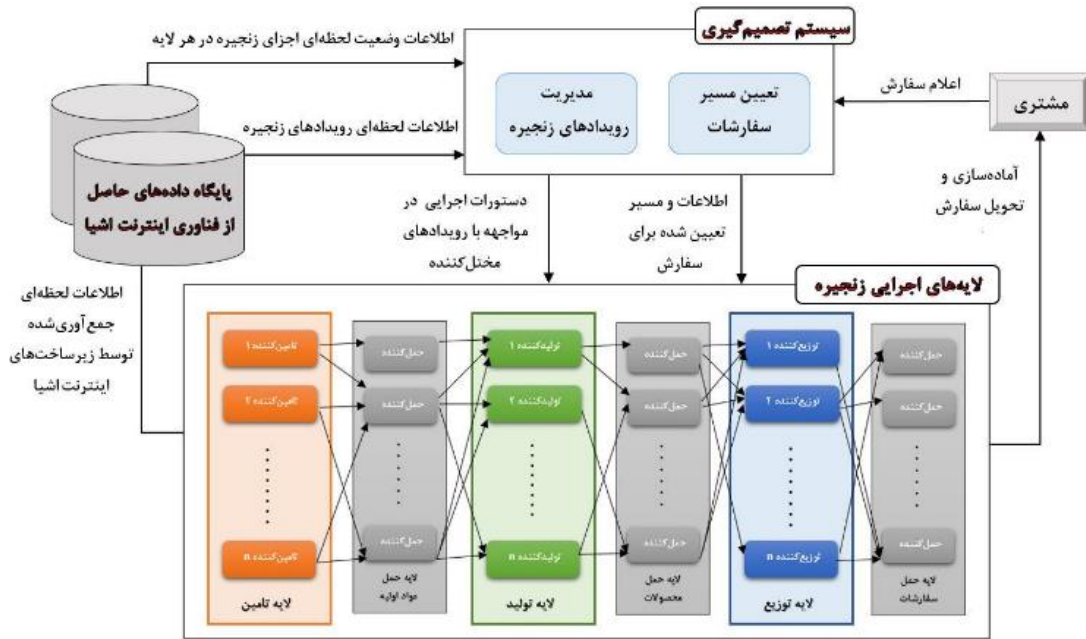 سیستم تصمیم‌گیری
اطلاعات وضعیت لحظه‌ای اجزای زنجیره در هر لایه
اطلاعات لحظه‌ای رویدادهای زنجیره
مدیریت
رویدادهای زنجیره
تعیین مسیر
سفارشات
اعلام سفارش
مشتری
پایگاه داده‌های حاصل
از فناوری اینترنت اشیا
دستورات اجرایی در
مواجهه با رویدادهای
مختل‌کننده
اطلاعات و مسیر
تعیین شده برای
سفارش
آماده‌سازی و
تحویل سفارش
اطلاعات لحظه‌ای
جمع‌آوری‌شده
توسط زیرساخت‌های
اینترنت اشیا
لایه‌های اجرایی زنجیره
تامین‌کننده ۱
تامین‌کننده ۲
تامین‌کننده n
لایه تامین
حمل‌کننده
حمل‌کننده
حمل‌کننده
لایه حمل
مواد اولیه
تولیدکننده ۱
تولیدکننده ۲
تولیدکننده n
لایه تولید
حمل‌کننده
حمل‌کننده
حمل‌کننده
لایه حمل
محصولات
توزیع‌کننده ۱
توزیع‌کننده ۲
توزیع‌کننده n
لایه توزیع
حمل‌کننده
حمل‌کننده
حمل‌کننده
لایه حمل
سفارشات